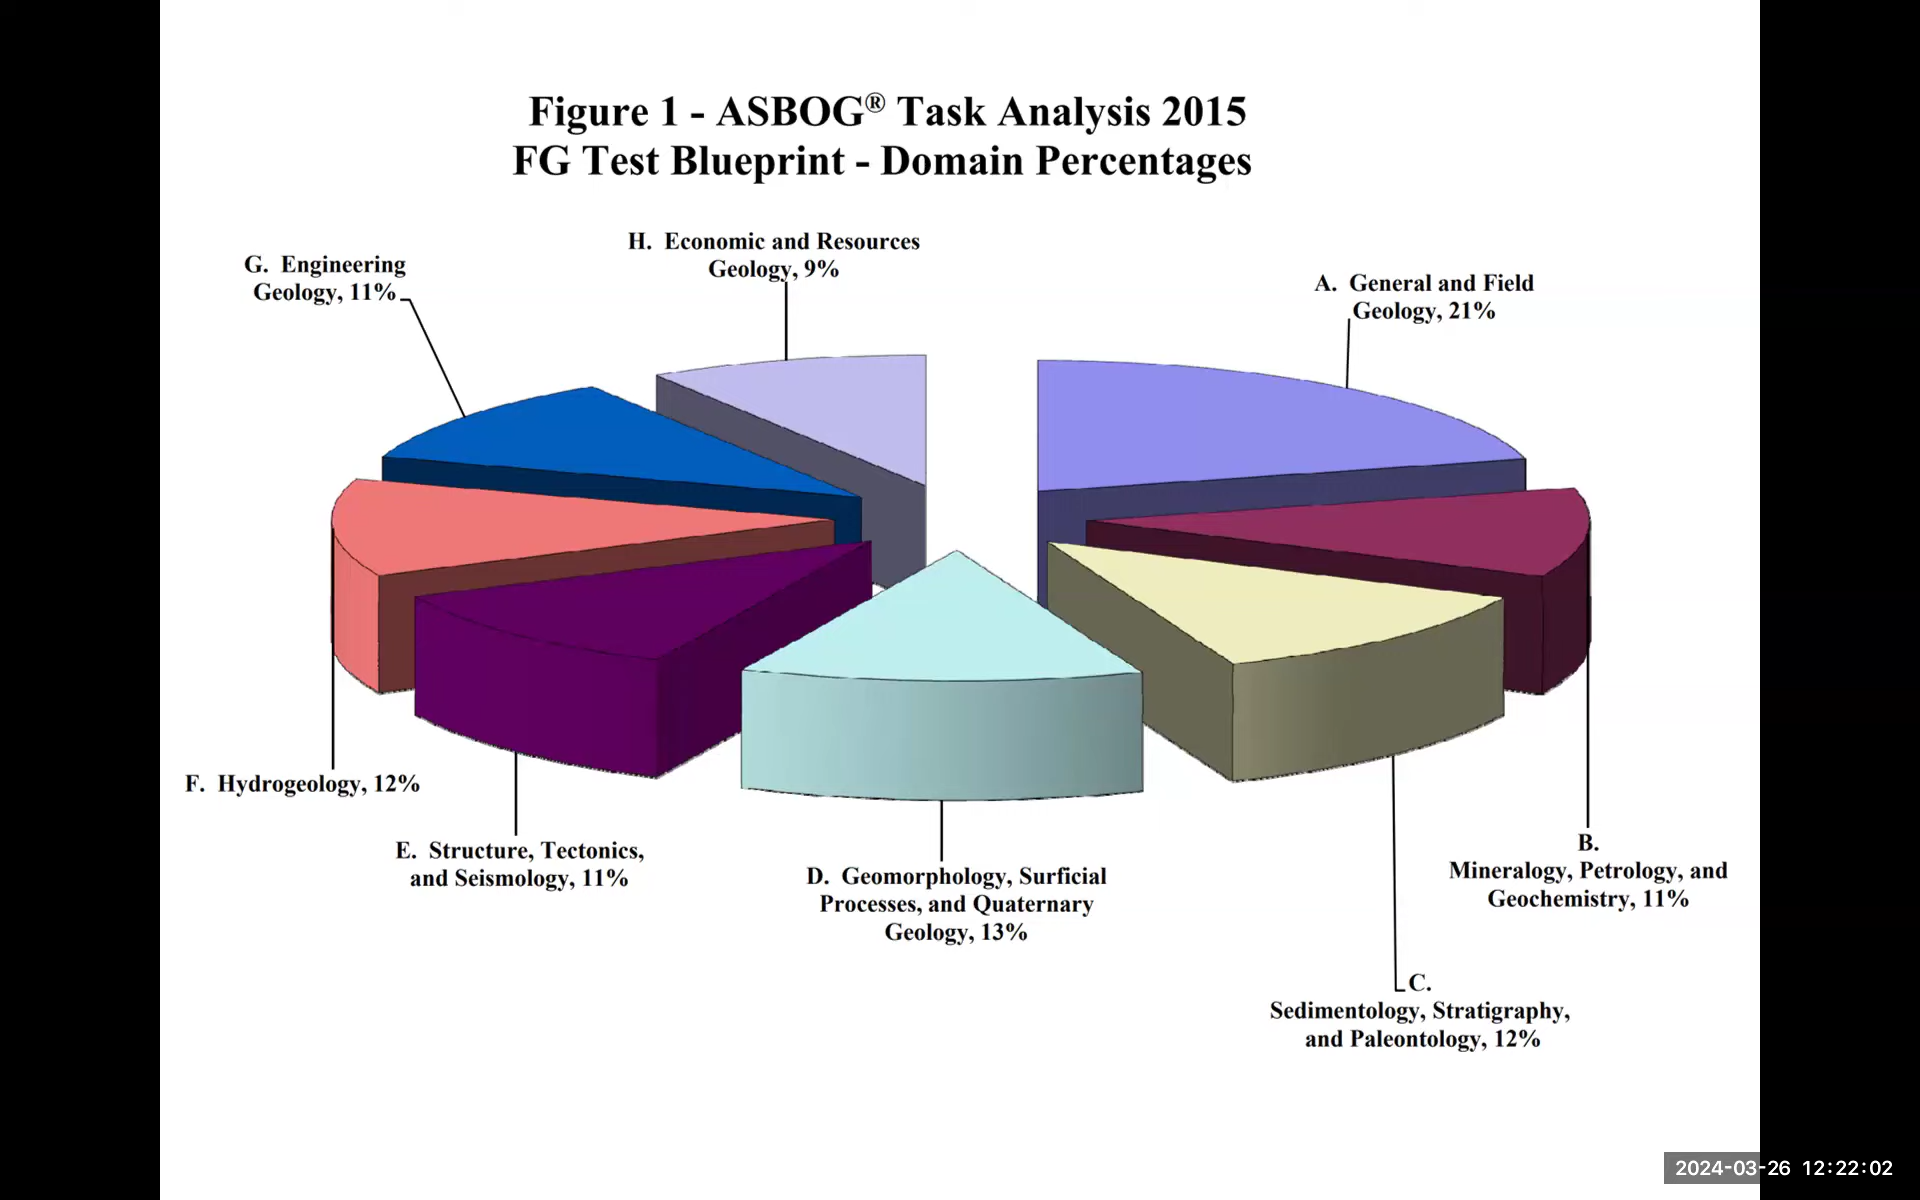 Figure 1 - ASBOG® Task Analysis 2015
FG Test Blueprint - Domain Percentages
H. Economic and Resources
Geology, 9%
G. Engineering
Geology, 11%
A. General and Field
Geology, 21%
F. Hydrogeology, 12%
E. Structure, Tectonics,
and Seismology, 11%
D. Geomorphology, Surficial
Processes, and Quaternary
Geology, 13%
B.
Mineralogy, Petrology, and
Geochemistry, 11%
C.
Sedimentology, Stratigraphy,
and Paleontology, 12%
2024-03-26 12:22:02